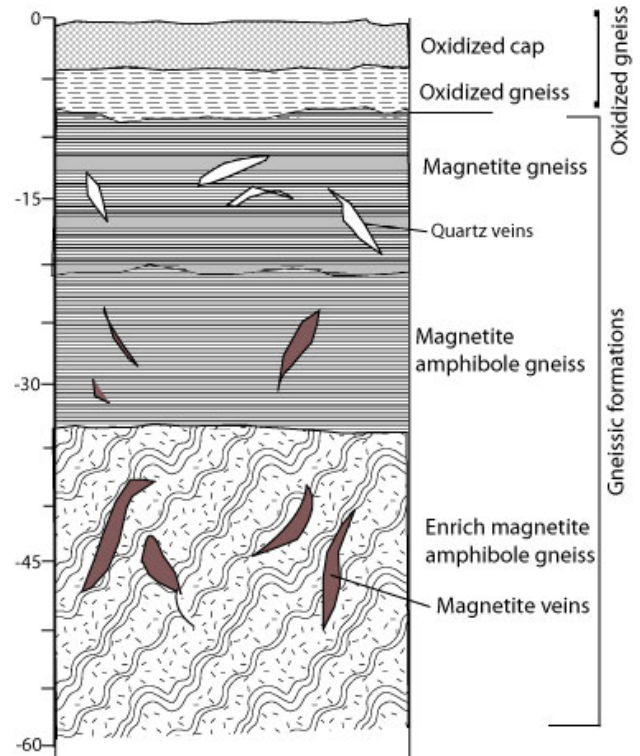 0
-15
-30
-45
-60
Oxidized cap
Oxidized gneiss
Magnetite gneiss
Quartz veins
Magnetite
amphibole gneiss
Enrich magnetite
amphibole gneiss
Magnetite veins
Oxidized gneiss
Gneissic formations